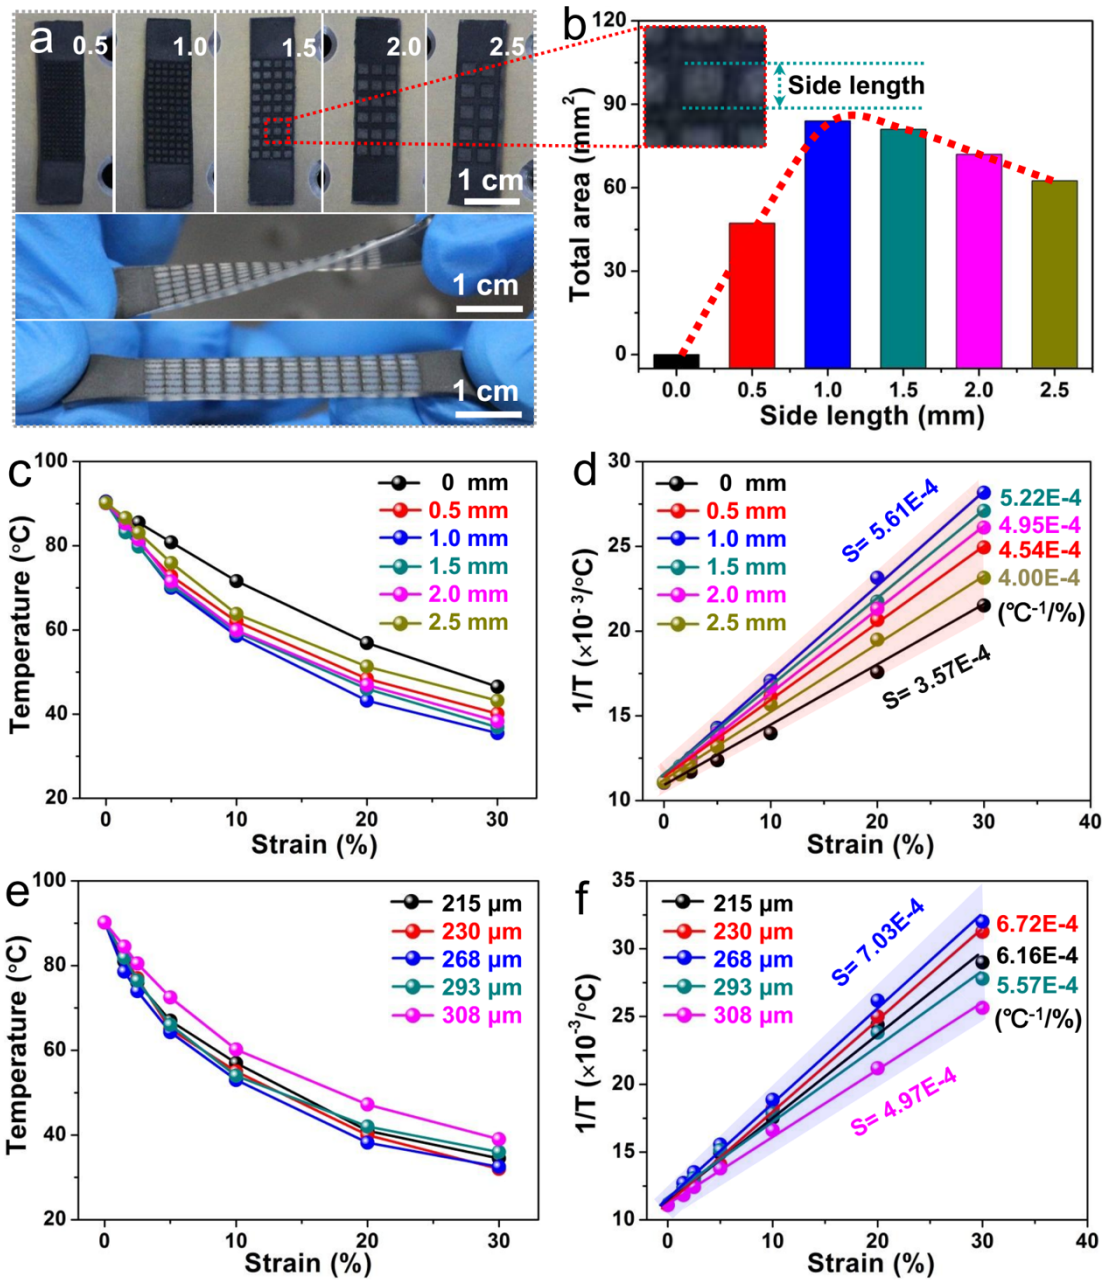 a
0.5
1.0
1.5
2.0
2.5
1 cm
1 cm
1 cm
b
Side length
Total area (mm²)
120
90
60
30
0
0.0 0.5 1.0 1.5 2.0 2.5
Side length (mm)
c
Temperature (°C)
100
80
60
40
20
0 mm
0.5 mm
1.0 mm
1.5 mm
2.0 mm
2.5 mm
0 10 20 30
Strain (%)
d
1/T (×10⁻³/°C)
30
25
20
15
10
0 mm
0.5 mm
1.0 mm
1.5 mm
2.0 mm
2.5 mm
S= 5.61E-4
5.22E-4
4.95E-4
4.54E-4
4.00E-4
(°C⁻¹/%)
S= 3.57E-4
0 10 20 30 40
Strain (%)
e
Temperature (°C)
100
80
60
40
20
215 μm
230 μm
268 μm
293 μm
308 μm
0 10 20 30
Strain (%)
f
1/T (×10⁻³/°C)
35
30
25
20
15
10
215 μm
230 μm
268 μm
293 μm
308 μm
S= 7.03E-4
6.72E-4
6.16E-4
5.57E-4
(°C⁻¹/%)
S= 4.97E-4
0 10 20 30 40
Strain (%)